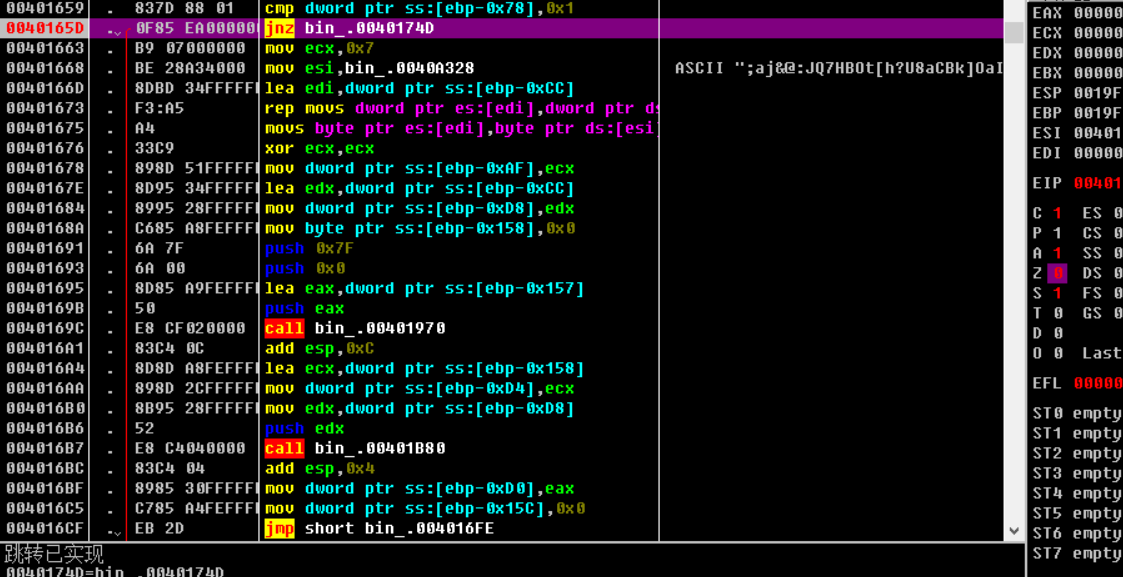 00401659 . 837D 88 01 cmp dword ptr ss:[ebp-0x78],0x1
0040165D .ˬ 0F85 EA000000 jnz bin_.0040174D
00401663 . B9 07000000 mov ecx,0x7
00401668 . BE 28A34000 mov esi,bin_.0040A328 ASCII ";aj&@:JQ7HBOt[h?U8aCBk]OaI
0040166D . 8DBD 34FFFFFF lea edi,dword ptr ss:[ebp-0xCC]
00401673 . F3:A5 rep movs dword ptr es:[edi],dword ptr ds
00401675 . A4 movs byte ptr es:[edi],byte ptr ds:[esi]
00401676 . 33C9 xor ecx,ecx
00401678 . 898D 51FFFFFF mov dword ptr ss:[ebp-0xAF],ecx
0040167E . 8D95 34FFFFFF lea edx,dword ptr ss:[ebp-0xCC]
00401684 . 8995 28FFFFFF mov dword ptr ss:[ebp-0xD8],edx
0040168A . C685 A8FEFFFF mov byte ptr ss:[ebp-0x158],0x0
00401691 . 6A 7F push 0x7F
00401693 . 6A 00 push 0x0
00401695 . 8D85 A9FEFFFF lea eax,dword ptr ss:[ebp-0x157]
0040169B . 50 push eax
0040169C . E8 CF020000 call bin_.00401970
004016A1 . 83C4 0C add esp,0xC
004016A4 . 8D8D A8FEFFFF lea ecx,dword ptr ss:[ebp-0x158]
004016AA . 898D 2CFFFFFF mov dword ptr ss:[ebp-0xD4],ecx
004016B0 . 8B95 28FFFFFF mov edx,dword ptr ss:[ebp-0xD8]
004016B6 . 52 push edx
004016B7 . E8 C4040000 call bin_.00401B80
004016BC . 83C4 04 add esp,0x4
004016BF . 8985 30FFFFFF mov dword ptr ss:[ebp-0xD0],eax
004016C5 . C785 A4FEFFFF mov dword ptr ss:[ebp-0x15C],0x0
004016CF .ˬ EB 2D jmp short bin_.004016FE
跳转已实现
0040174D=bin_.0040174D
EAX 00000
ECX 00000
EDX 00000
EBX 00000
ESP 0019F
EBP 0019F
ESI 00401
EDI 00000
EIP 00401
C 1 ES 0
P 1 CS 0
A 1 SS 0
Z 0 DS 0
S 1 FS 0
T 0 GS 0
D 0
O 0 Last
EFL 00000
ST0 empty
ST1 empty
ST2 empty
ST3 empty
ST4 empty
ST5 empty
ST6 empty
ST7 empty